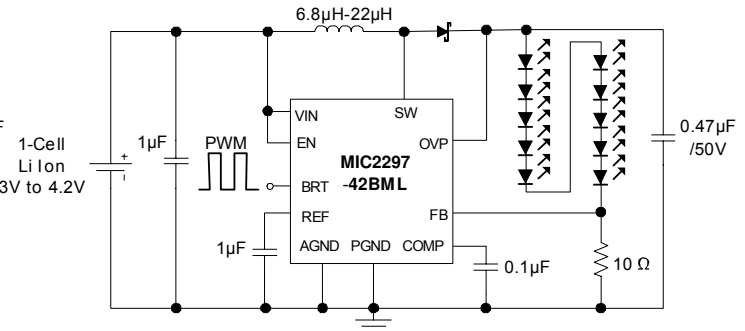 6.8µH-22µH
1-Cell
Li Ion
3V to 4.2V
+
-
1µF
PWM
VIN
EN
BRT
REF
AGND
PGND
COMP
SW
OVP
FB
MIC2297
-42BML
1µF
0.1µF
10 Ω
0.47µF
/50V